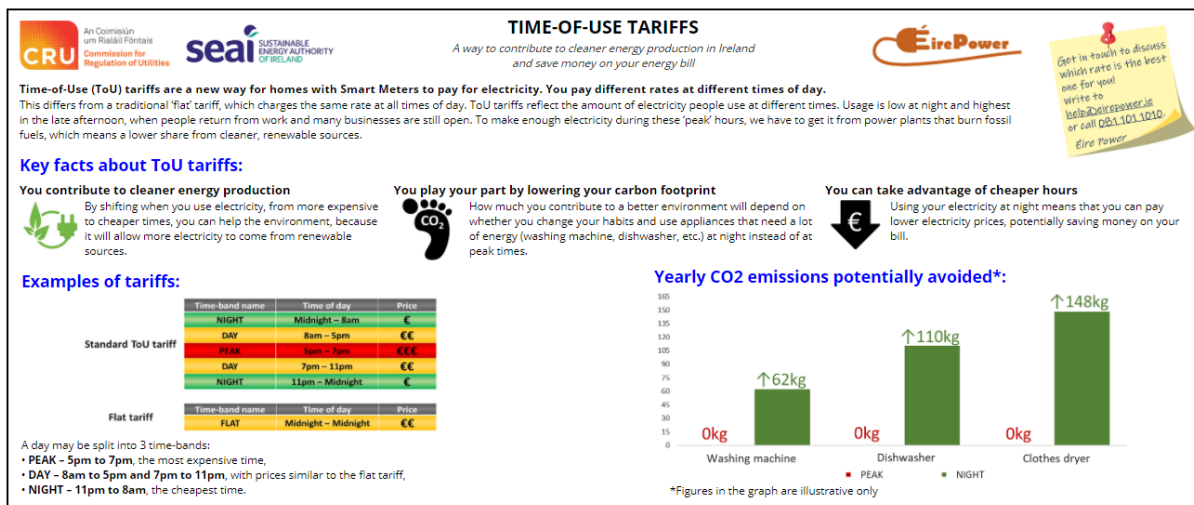 CRU
An Coimisiún
um Rialáil Fóntais
Commission for
Regulation of Utilities
seai
SUSTAINABLE
ENERGY AUTHORITY
OF IRELAND
TIME-OF-USE TARIFFS
A way to contribute to cleaner energy production in Ireland
and save money on your energy bill
ÉirePower
Get in touch to discuss
which rate is the best
one for you!
Write to
help@eirepower.ie
or call 081 101 1010.
Éire Power
Time-of-Use (ToU) tariffs are a new way for homes with Smart Meters to pay for electricity. You pay different rates at different times of day.
This differs from a traditional 'flat' tariff, which charges the same rate at all times of day. ToU tariffs reflect the amount of electricity people use at different times. Usage is low at night and highest
in the late afternoon, when people return from work and many businesses are still open. To make enough electricity during these 'peak' hours, we have to get it from power plants that burn fossil
fuels, which means a lower share from cleaner, renewable sources.
Key facts about ToU tariffs:
You contribute to cleaner energy production
By shifting when you use electricity, from more expensive
to cheaper times, you can help the environment, because
it will allow more electricity to come from renewable
sources.
You play your part by lowering your carbon footprint
CO2
How much you contribute to a better environment will depend on
whether you change your habits and use appliances that need a lot
of energy (washing machine, dishwasher, etc.) at night instead of at
peak times.
You can take advantage of cheaper hours
€
Using your electricity at night means that you can pay
lower electricity prices, potentially saving money on your
bill.
Examples of tariffs:
Time-band name Time of day Price
NIGHT Midnight – 8am €
DAY 8am – 5pm €€
Standard ToU tariff
PEAK 5pm – 7pm €€€
DAY 7pm – 11pm €€
NIGHT 11pm – Midnight €
Flat tariff
Time-band name Time of day Price
FLAT Midnight – Midnight €€
A day may be split into 3 time-bands:
• PEAK – 5pm to 7pm, the most expensive time,
• DAY – 8am to 5pm and 7pm to 11pm, with prices similar to the flat tariff,
• NIGHT – 11pm to 8am, the cheapest time.
Yearly CO2 emissions potentially avoided*:
165
150
135
120
105
90
75
60
45
30
15
0
0kg ↑62kg
0kg ↑110kg
0kg ↑148kg
Washing machine Dishwasher Clothes dryer
PEAK NIGHT
*Figures in the graph are illustrative only